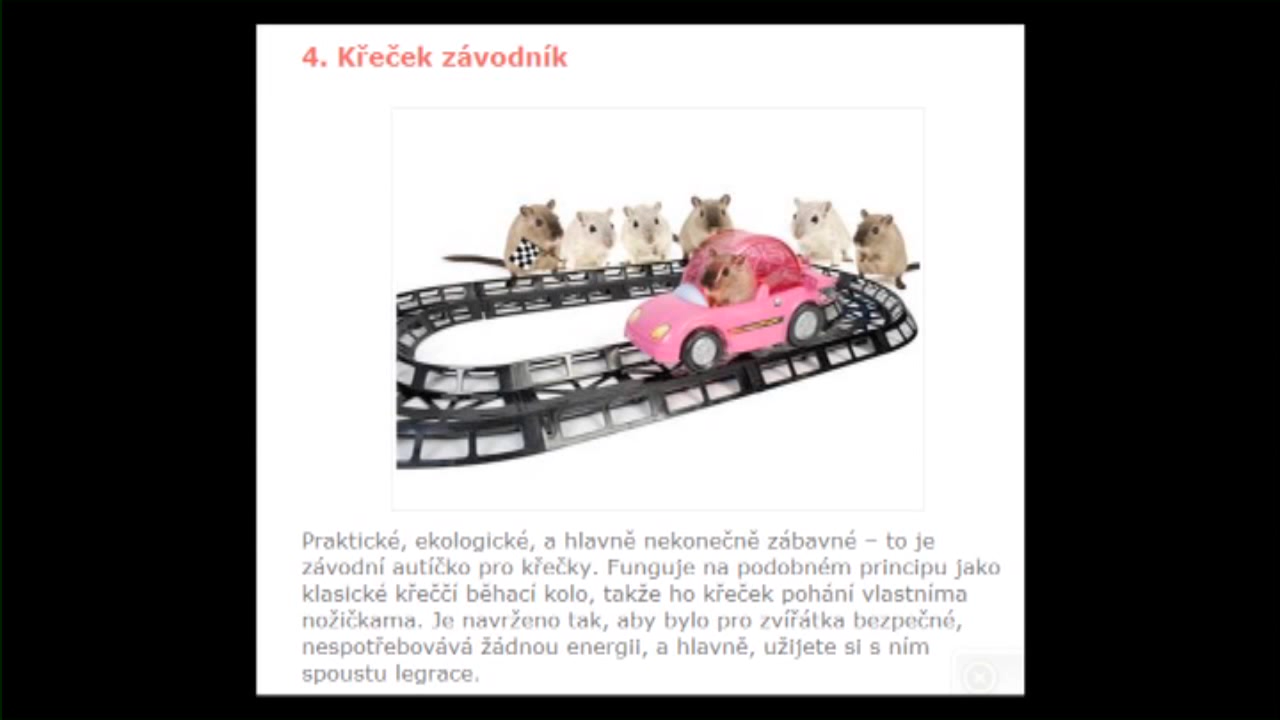 4. Křeček závodník
Praktické, ekologické, a hlavně nekonečně zábavné – to je
závodní autíčko pro křečky. Funguje na podobném principu jako
klasické křeččí běhací kolo, takže ho křeček pohání vlastníma
nožičkama. Je navrženo tak, aby bylo pro zvířátka bezpečné,
nespotřebovává žádnou energii, a hlavně, užijete si s ním
spoustu legrace.